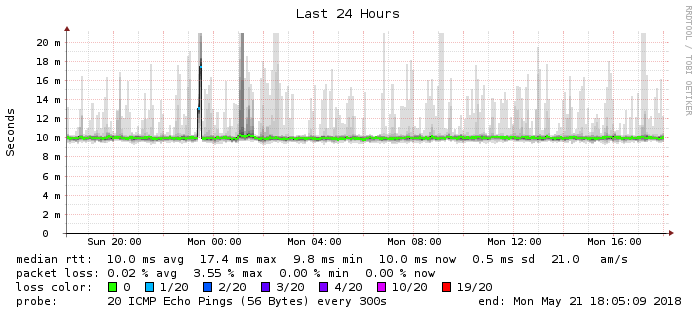 Last 24 Hours
RRDTOOL / TOBI OETIKER
Seconds
20 m
18 m
16 m
14 m
12 m
10 m
8 m
6 m
4 m
2 m
0
Sun 20:00 Mon 00:00 Mon 04:00 Mon 08:00 Mon 12:00 Mon 16:00
median rtt: 10.0 ms avg 17.4 ms max 9.8 ms min 10.0 ms now 0.5 ms sd 21.0 am/s
packet loss: 0.02 % avg 3.55 % max 0.00 % min 0.00 % now
loss color: 0 1/20 2/20 3/20 4/20 10/20 19/20
probe: 20 ICMP Echo Pings (56 Bytes) every 300s end: Mon May 21 18:05:09 2018